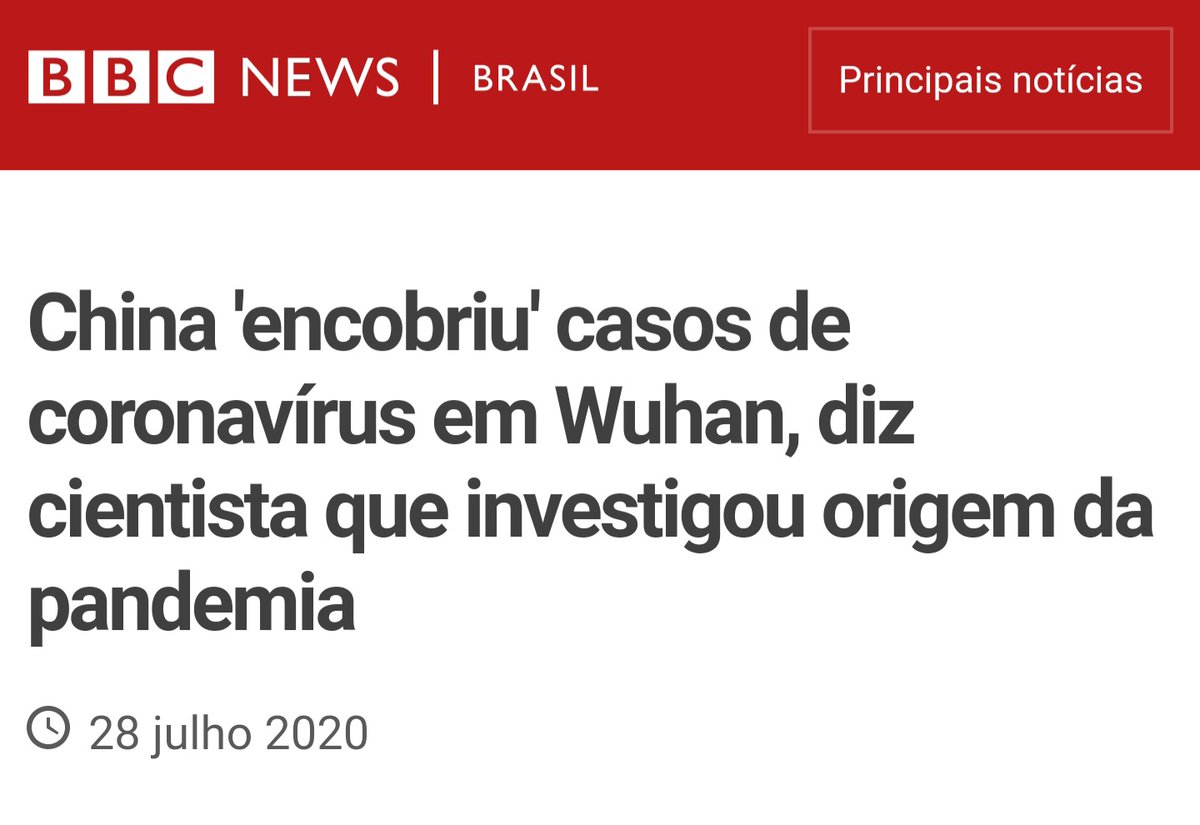 BBC NEWS | BRASIL
Principais notícias
China 'encobriu' casos de
coronavírus em Wuhan, diz
cientista que investigou origem da
pandemia
28 julho 2020